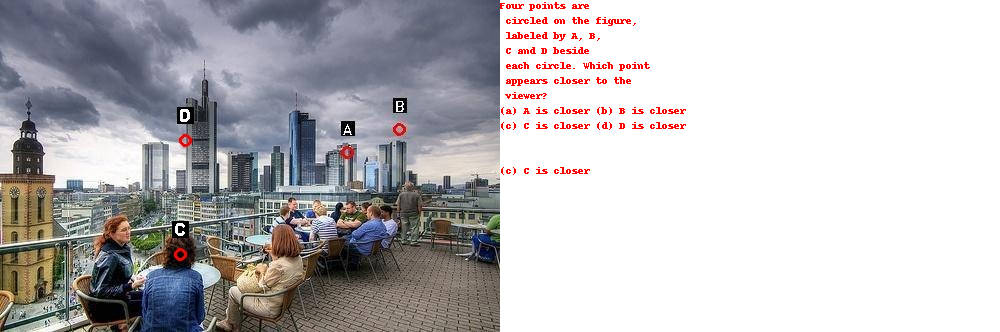 D
A
B
C
Four points are
circled on the figure,
labeled by A, B,
C and D beside
each circle. Which point
appears closer to the
viewer?
(a) A is closer (b) B is closer
(c) C is closer (d) D is closer
(c) C is closer